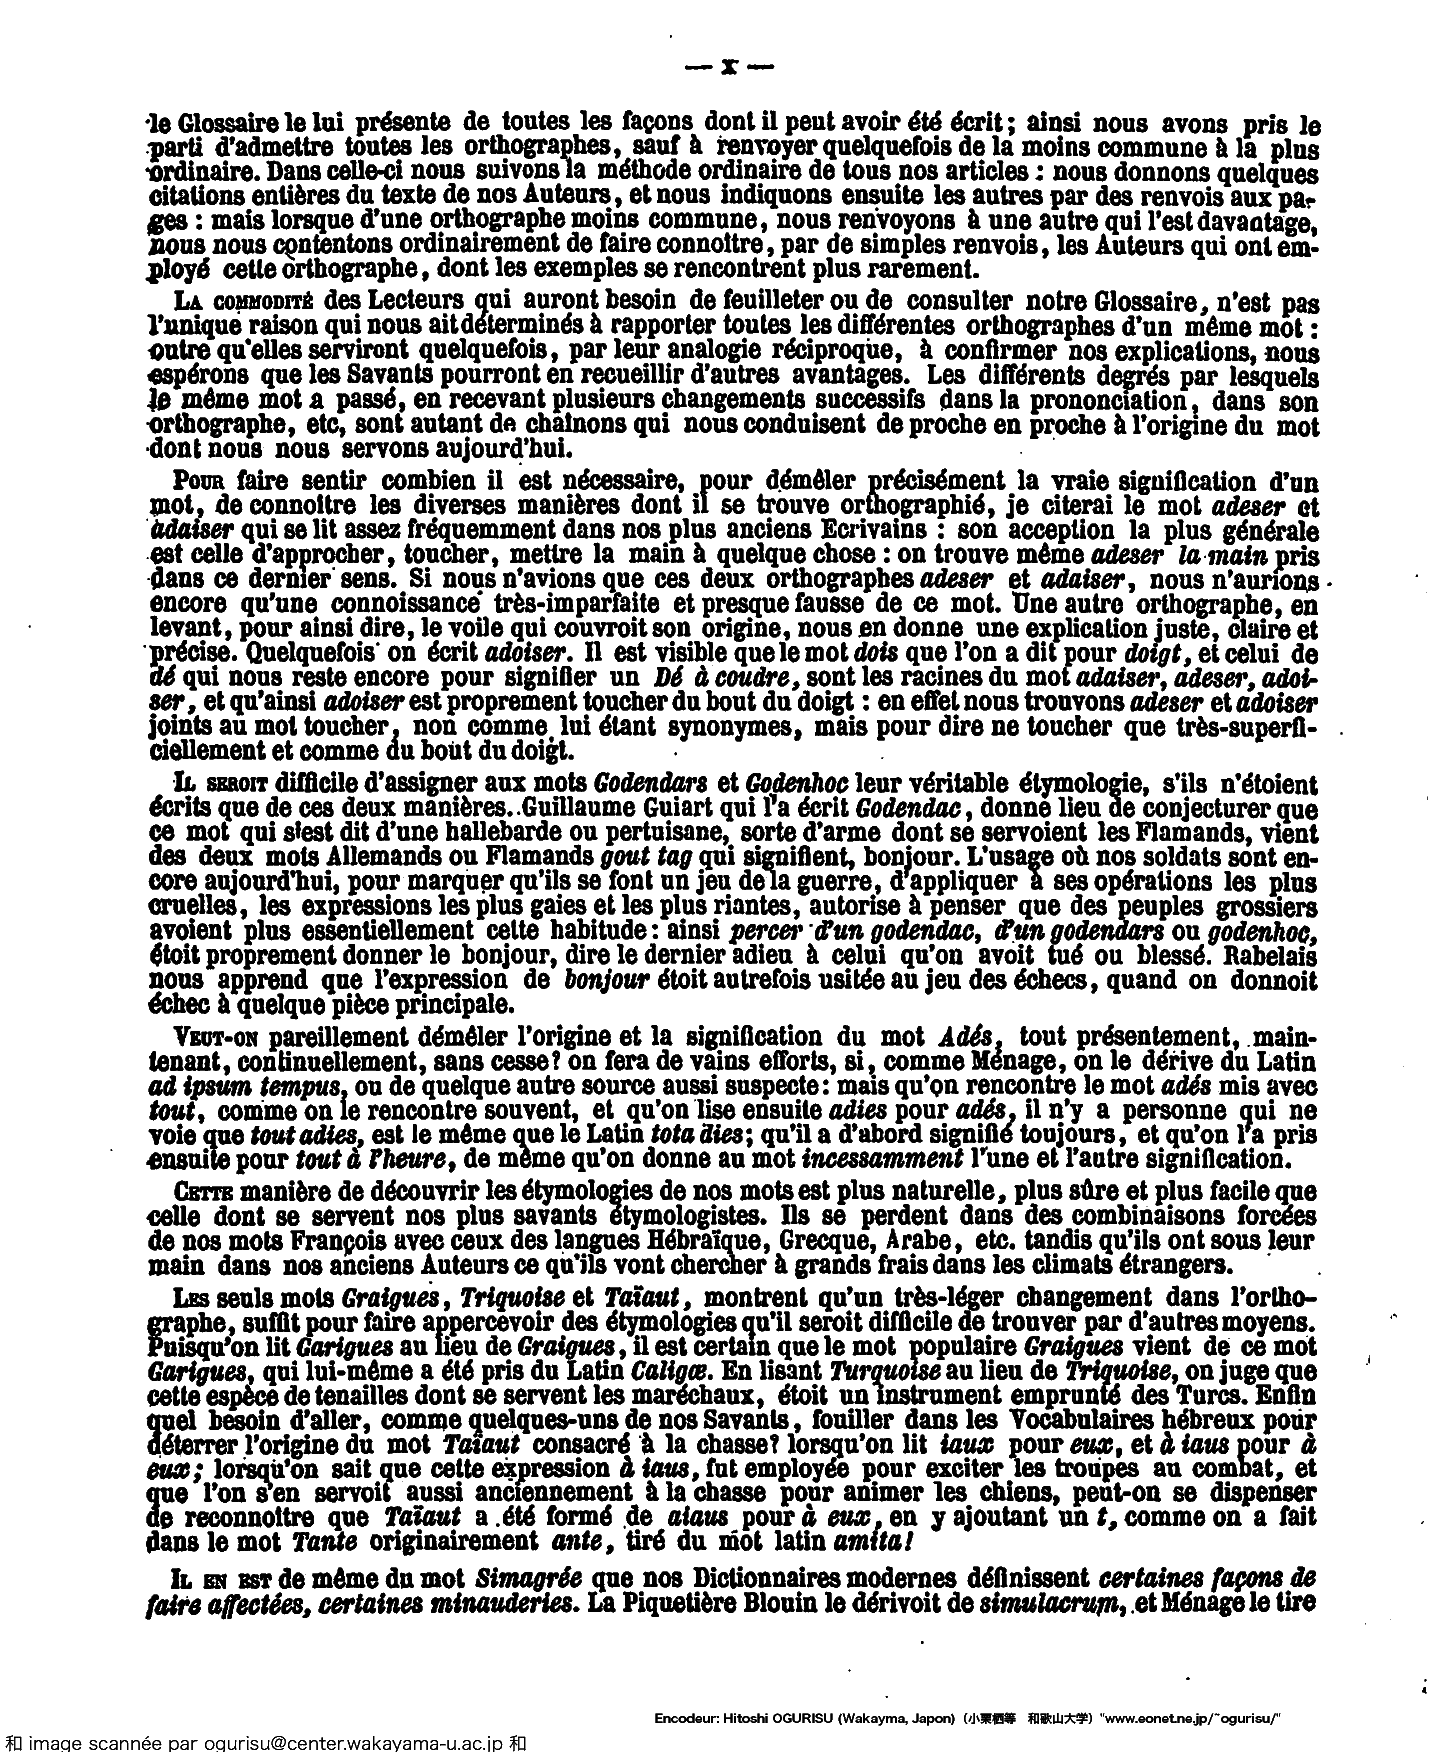 — X —
le Glossaire le lui présente de toutes les façons dont il peut avoir été écrit; ainsi nous avons pris le
parti d'admettre toutes les orthographes, sauf à renvoyer quelquefois de la moins commune à la plus
ordinaire. Dans celle-ci nous suivons la méthode ordinaire de tous nos articles : nous donnons quelques
citations entières du texte de nos Auteurs, et nous indiquons ensuite les autres par des renvois aux pa-
ges : mais lorsque d'une orthographe moins commune, nous renvoyons à une autre qui l'est davantage,
nous nous contentons ordinairement de faire connoître, par de simples renvois, les Auteurs qui ont em-
ployé cette orthographe, dont les exemples se rencontrent plus rarement.
LA COMMODITÉ des Lecteurs qui auront besoin de feuilleter ou de consulter notre Glossaire, n'est pas
l'unique raison qui nous ait déterminés à rapporter toutes les différentes orthographes d'un même mot :
outre qu'elles serviront quelquefois, par leur analogie réciproque, à confirmer nos explications, nous
espérons que les Savants pourront en recueillir d'autres avantages. Les différents degrés par lesquels
le même mot a passé, en recevant plusieurs changements successifs dans la prononciation, dans son
orthographe, etc, sont autant de chaînons qui nous conduisent de proche en proche à l'origine du mot
dont nous nous servons aujourd'hui.
POUR faire sentir combien il est nécessaire, pour démêler précisément la vraie signification d'un
mot, de connoître les diverses manières dont il se trouve orthographié, je citerai le mot adeser et
adaiser qui se lit assez fréquemment dans nos plus anciens Ecrivains : son acception la plus générale
est celle d'approcher, toucher, mettre la main à quelque chose : on trouve même adeser la main pris
dans ce dernier sens. Si nous n'avions que ces deux orthographes adeser et adaiser, nous n'aurions
encore qu'une connoissance très-imparfaite et presque fausse de ce mot. Une autre orthographe, en
levant, pour ainsi dire, le voile qui couvroit son origine, nous en donne une explication juste, claire et
précise. Quelquefois on écrit adoiser. Il est visible que le mot dois que l'on a dit pour doigt, et celui de
dé qui nous reste encore pour signifier un Dé à coudre, sont les racines du mot adaiser, adeser, adoi-
ser, et qu'ainsi adoiser est proprement toucher du bout du doigt : en effet nous trouvons adeser et adoiser
joints au mot toucher, non comme lui étant synonymes, mais pour dire ne toucher que très-superfi-
ciellement et comme du bout du doigt.
IL SEROIT difficile d'assigner aux mots Godendars et Godenhoc leur véritable étymologie, s'ils n'étoient
écrits que de ces deux manières. Guillaume Guiart qui l'a écrit Godendac, donne lieu de conjecturer que
ce mot qui s'est dit d'une hallebarde ou pertuisane, sorte d'arme dont se servoient les Flamands, vient
des deux mots Allemands ou Flamands gout tag qui signifient, bonjour. L'usage où nos soldats sont en-
core aujourd'hui, pour marquer qu'ils se font un jeu de la guerre, d'appliquer à ses opérations les plus
cruelles, les expressions les plus gaies et les plus riantes, autorise à penser que des peuples grossiers
avoient plus essentiellement cette habitude : ainsi percer d'un godendac, d'un godendars ou godenhoc,
étoit proprement donner le bonjour, dire le dernier adieu à celui qu'on avoit tué ou blessé. Rabelais
nous apprend que l'expression de bonjour étoit autrefois usitée au jeu des échecs, quand on donnoit
échec à quelque pièce principale.
VEUT-ON pareillement démêler l'origine et la signification du mot Adés, tout présentement, main-
tenant, continuellement, sans cesse? on fera de vains efforts, si, comme Ménage, on le dérive du Latin
ad ipsum tempus, ou de quelque autre source aussi suspecte : mais qu'on rencontre le mot adés mis avec
tout, comme on le rencontre souvent, et qu'on lise ensuite adies pour adés, il n'y a personne qui ne
voie que tout adies, est le même que le Latin tota dies; qu'il a d'abord signifié toujours, et qu'on l'a pris
ensuite pour tout à l'heure, de même qu'on donne au mot incessamment l'une et l'autre signification.
CETTE manière de découvrir les étymologies de nos mots est plus naturelle, plus sûre et plus facile que
celle dont se servent nos plus savants étymologistes. Ils se perdent dans des combinaisons forcées
de nos mots François avec ceux des langues Hébraïque, Grecque, Arabe, etc. tandis qu'ils ont sous leur
main dans nos anciens Auteurs ce qu'ils vont chercher à grands frais dans les climats étrangers.
LES seuls mots Graigues, Triquoise et Taïaut, montrent qu'un très-léger changement dans l'ortho-
graphe, suffit pour faire appercevoir des étymologies qu'il seroit difficile de trouver par d'autres moyens.
Puisqu'on lit Garigues au lieu de Graigues, il est certain que le mot populaire Graigues vient de ce mot
Garigues, qui lui-même a été pris du Latin Caligæ. En lisant Turquoise au lieu de Triquoise, on juge que
cette espèce de tenailles dont se servent les maréchaux, étoit un instrument emprunté des Turcs. Enfin
quel besoin d'aller, comme quelques-uns de nos Savants, fouiller dans les Vocabulaires hébreux pour
déterrer l'origine du mot Taïaut consacré à la chasse? lorsqu'on lit iaux pour eux, et à iaus pour à
eux; lorsqu'on sait que cette expression à iaus, fut employée pour exciter les troupes au combat, et
que l'on s'en servoit aussi anciennement à la chasse pour animer les chiens, peut-on se dispenser
de reconnoître que Taïaut a été formé de aiaus pour à eux, en y ajoutant un t, comme on a fait
dans le mot Tante originairement ante, tiré du mot latin amita!
IL EN EST de même du mot Simagrée que nos Dictionnaires modernes définissent certaines façons de
faire affectées, certaines minauderies. La Piquetière Blouin le dérivoit de simulacrum, et Ménage le tire
Encodeur: Hitoshi OGURISU (Wakayma, Japon) (小栗栖等 和歌山大学) "www.eonet.ne.jp/~ogurisu/"
和 image scannée par ogurisu@center.wakayama-u.ac.jp 和